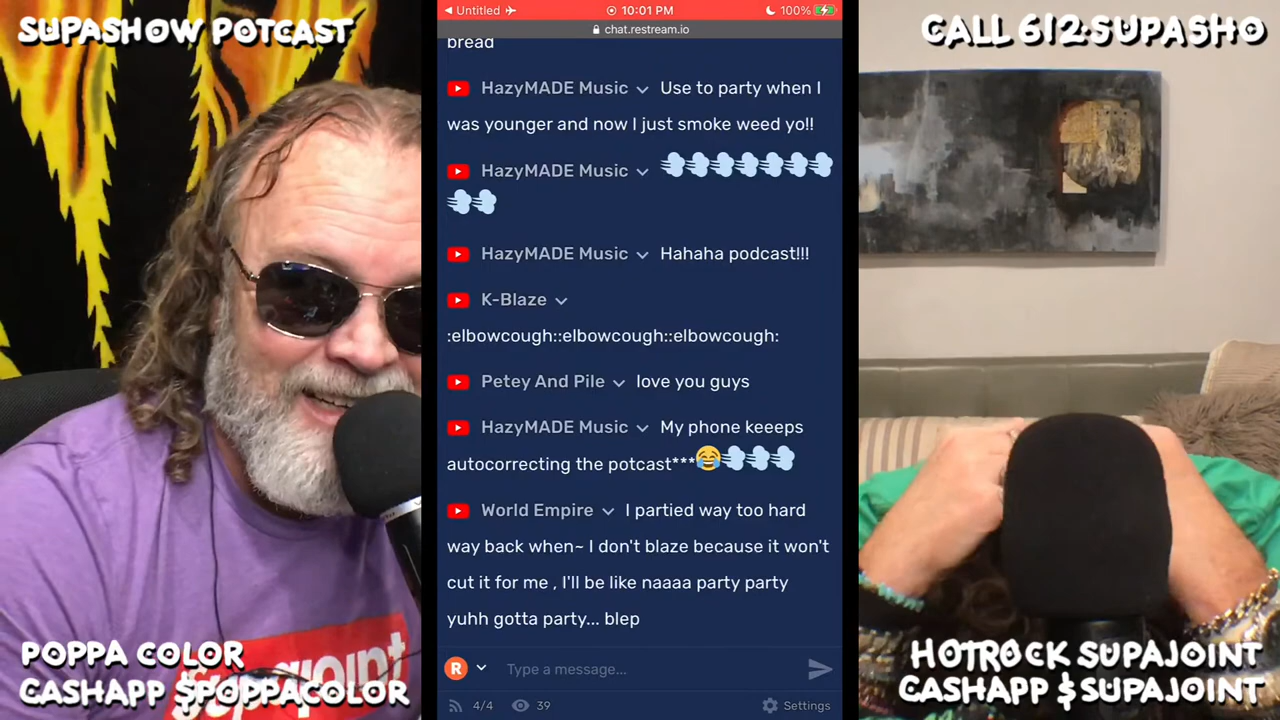 SUPASHOW POTCAST
Untitled
10:01 PM
100%
CALL 612-SUPASHO
chat.restream.io
bread
HazyMADE Music Use to party when I
was younger and now I just smoke weed yo!!
HazyMADE Music
HazyMADE Music Hahaha podcast!!!
K-Blaze
:elbowcough::elbowcough::elbowcough:
Petey And Pile love you guys
HazyMADE Music My phone keeeps
autocorrecting the potcast***😂💨💨💨
World Empire I partied way too hard
way back when~ I don't blaze because it won't
cut it for me , I'll be like naaaa party party
yuhh gotta party... blep
R Type a message...
4/4 39 Settings
POPPA COLOR
CASHAPP $POPPACOLOR
HOTROCK SUPAJOINT
CASHAPP $SUPAJOINT